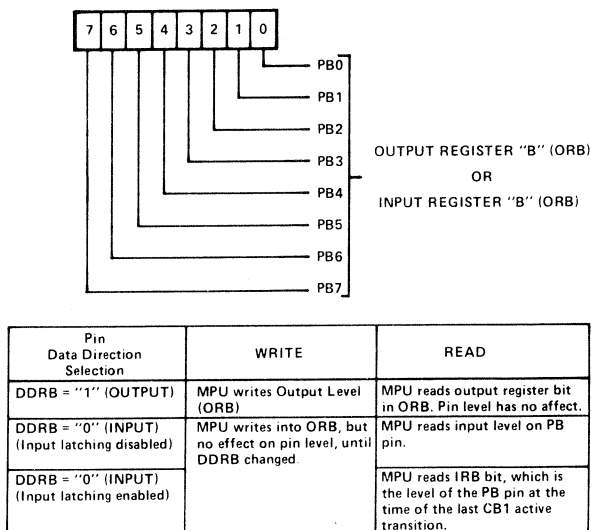 7 6 5 4 3 2 1 0
PB0
PB1
PB2
PB3
PB4
PB5
PB6
PB7
OUTPUT REGISTER "B" (ORB)
OR
INPUT REGISTER "B" (ORB)
Pin
Data Direction
Selection
WRITE
READ
DDRB = "1" (OUTPUT)
MPU writes Output Level
(ORB)
MPU reads output register bit
in ORB. Pin level has no affect.
DDRB = "0" (INPUT)
(Input latching disabled)
MPU writes into ORB, but
no effect on pin level, until
DDRB changed.
MPU reads input level on PB
pin.
DDRB = "0" (INPUT)
(Input latching enabled)
MPU reads IRB bit, which is
the level of the PB pin at the
time of the last CB1 active
transition.